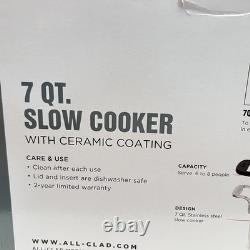 7 QT.
SLOW COOKER
WITH CERAMIC COATING
CARE & USE
• Clean after each use
• Lid and insert are dishwasher safe
• 2-year limited warranty
CAPACITY
Serve 4 to 8 people
DESIGN
7 Qt. Stainless steel
slow cooker
70
To
WWW.ALL-CLAD.COM